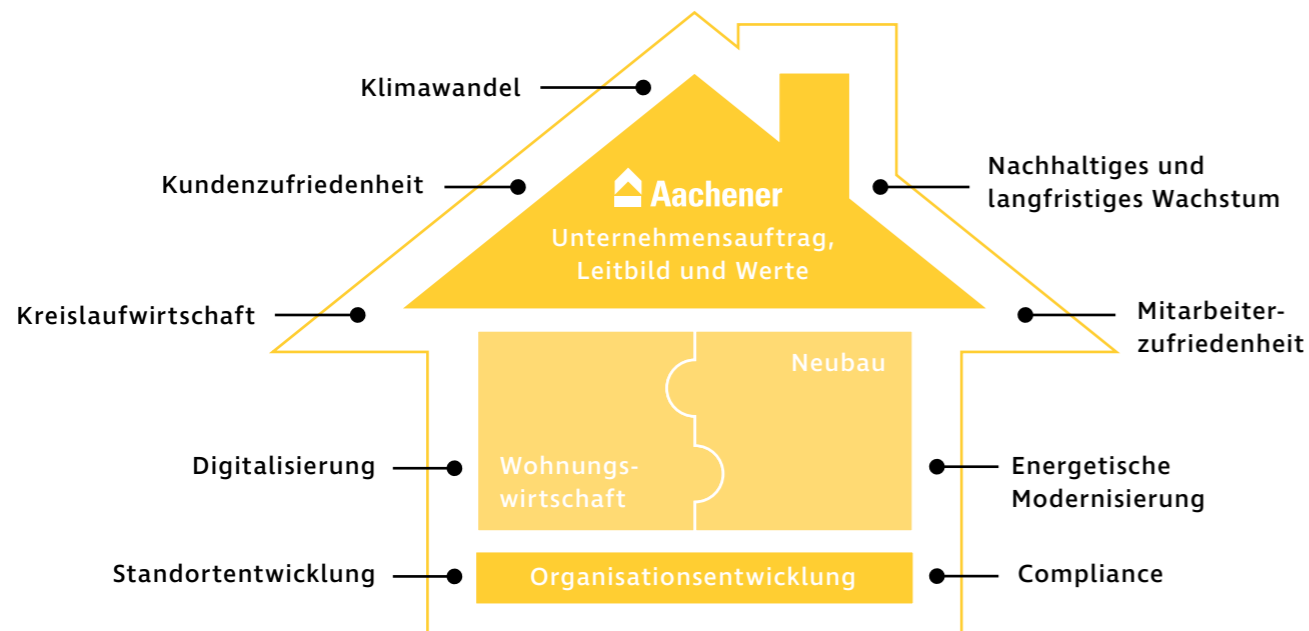 Klimawandel
Kundenzufriedenheit
Kreislaufwirtschaft
Digitalisierung
Standortentwicklung
Aachener
Unternehmensauftrag,
Leitbild und Werte
Neubau
Wohnungs-
wirtschaft
Organisationsentwicklung
Nachhaltiges und
langfristiges Wachstum
Mitarbeiter-
zufriedenheit
Energetische
Modernisierung
Compliance